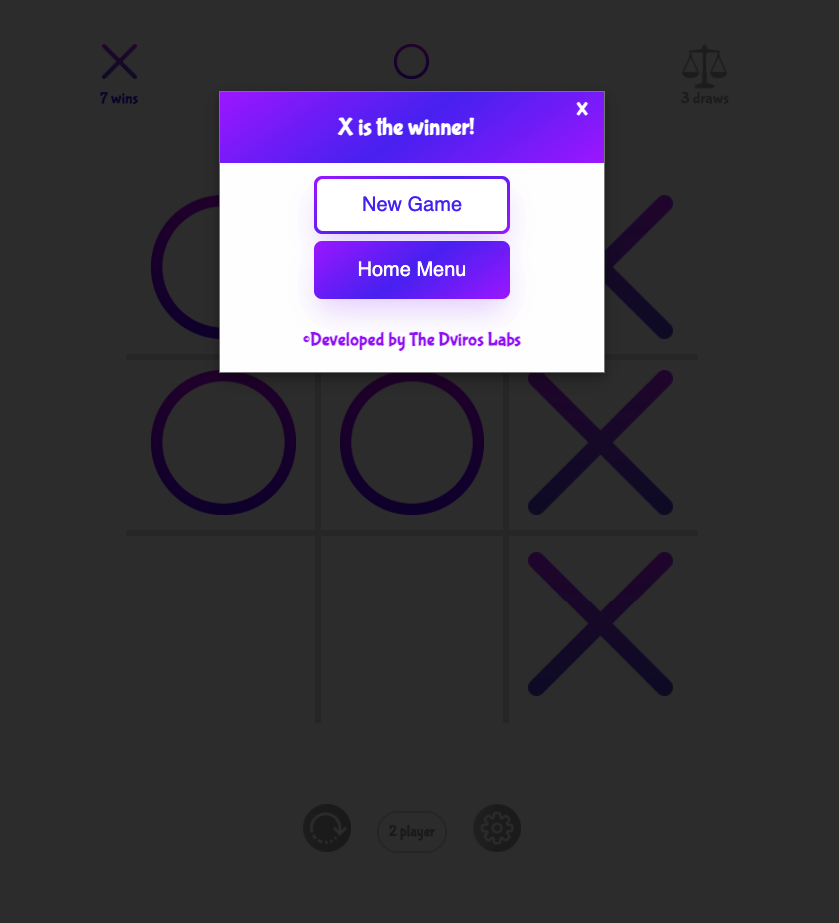 7 wins
3 draws
X is the winner!
X
New Game
Home Menu
©Developed by The Dviros Labs
2 player